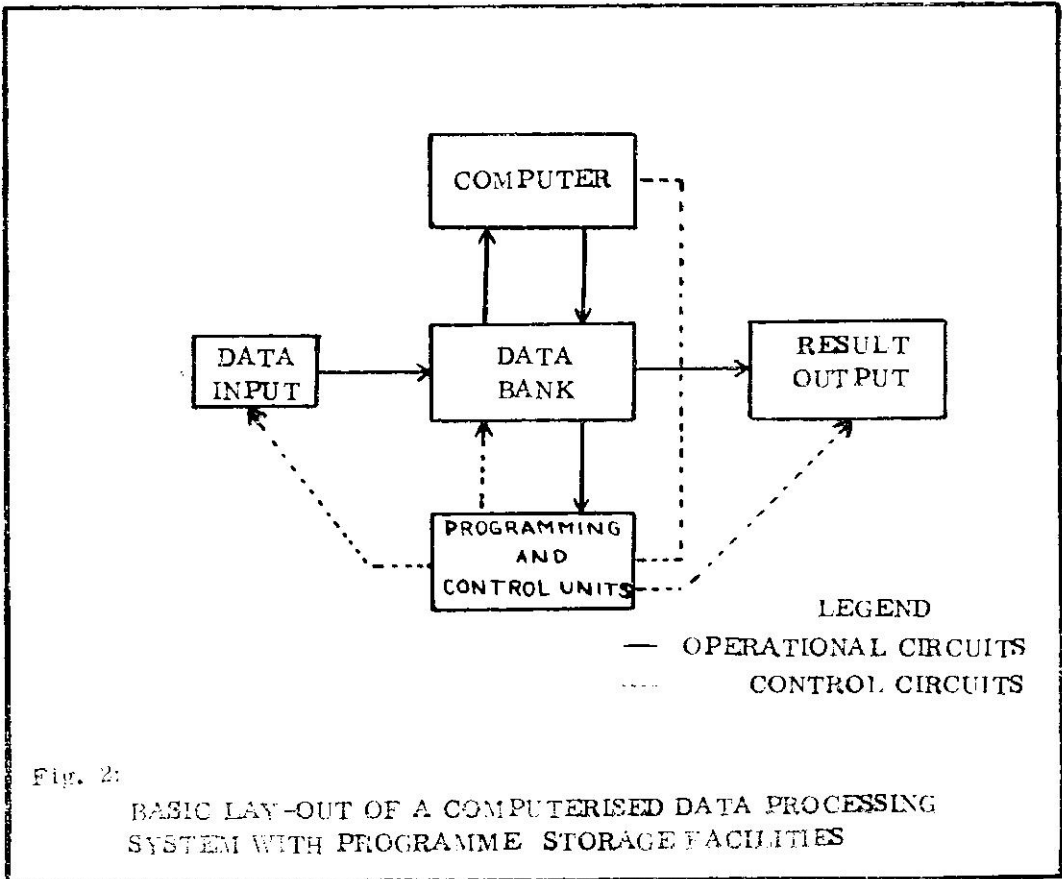 COMPUTER
DATA
INPUT
DATA
BANK
RESULT
OUTPUT
PROGRAMMING
AND
CONTROL UNITS
LEGEND
— OPERATIONAL CIRCUITS
---- CONTROL CIRCUITS
Fig. 2:
BASIC LAY-OUT OF A COMPUTERISED DATA PROCESSING
SYSTEM WITH PROGRAMME STORAGE FACILITIES